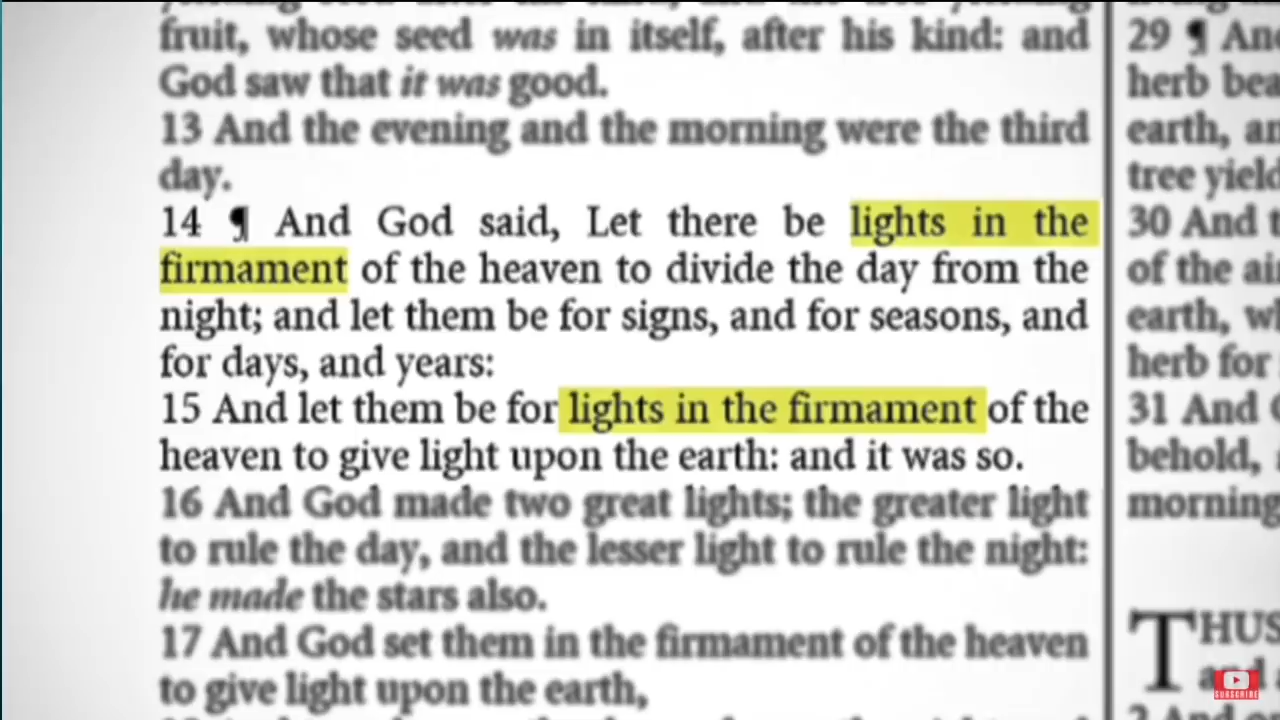 fruit, whose seed was in itself, after his kind: and
God saw that it was good.
13 And the evening and the morning were the third
day.
14 ¶ And God said, Let there be lights in the
firmament of the heaven to divide the day from the
night; and let them be for signs, and for seasons, and
for days, and years:
15 And let them be for lights in the firmament of the
heaven to give light upon the earth: and it was so.
16 And God made two great lights; the greater light
to rule the day, and the lesser light to rule the night:
he made the stars also.
17 And God set them in the firmament of the heaven
to give light upon the earth,
29 ¶ And
herb bea
earth, an
tree yield
30 And t
of the air
earth, wh
herb for
31 And G
behold,
morning
THUS
and
2 And
SUBSCRIBE